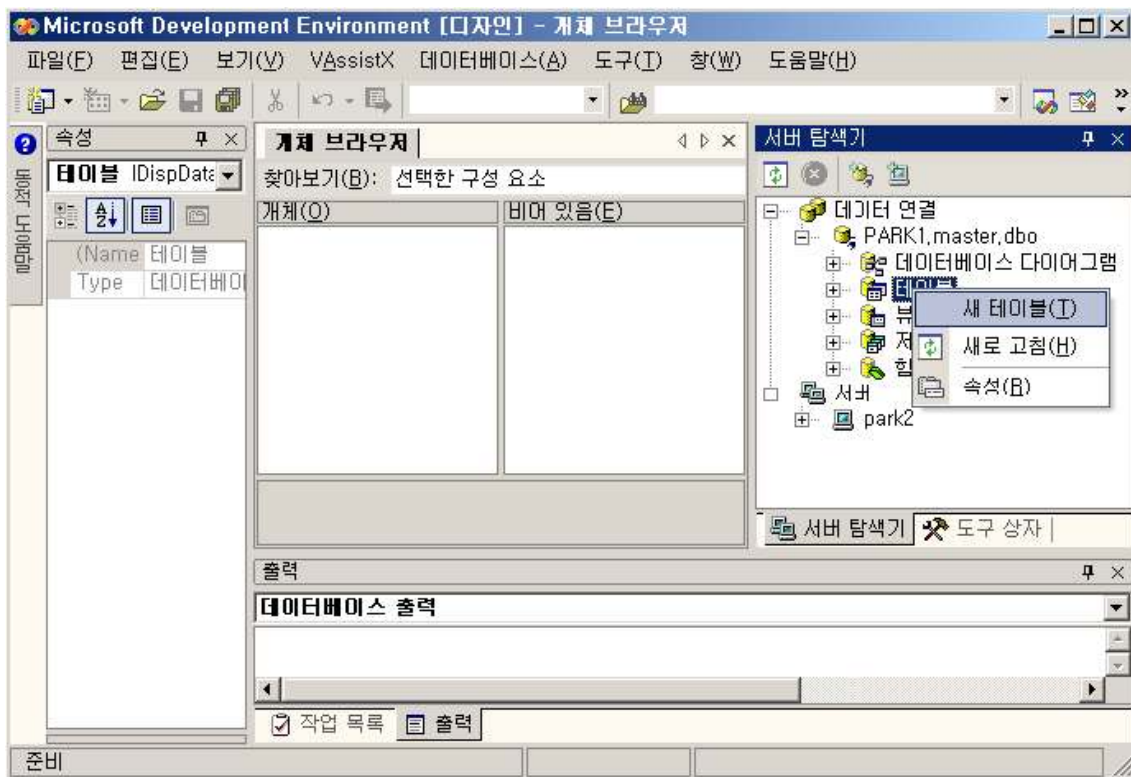 Microsoft Development Environment [디자인] - 개체 브라우저
파일(F) 편집(E) 보기(V) VAssistX 데이터베이스(A) 도구(T) 창(W) 도움말(H)
동적 도움말
속성
테이블 IDispData
(Name 테이블
Type 데이터베이
개체 브라우저
찾아보기(B): 선택한 구성 요소
개체(O)
비어 있음(E)
서버 탐색기
데이터 연결
PARK1.master.dbo
데이터베이스 다이어그램
테이블
뷰
저
힘
서버
park2
새 테이블(T)
새로 고침(H)
속성(R)
서버 탐색기 도구 상자
출력
데이터베이스 출력
작업 목록 출력
준비